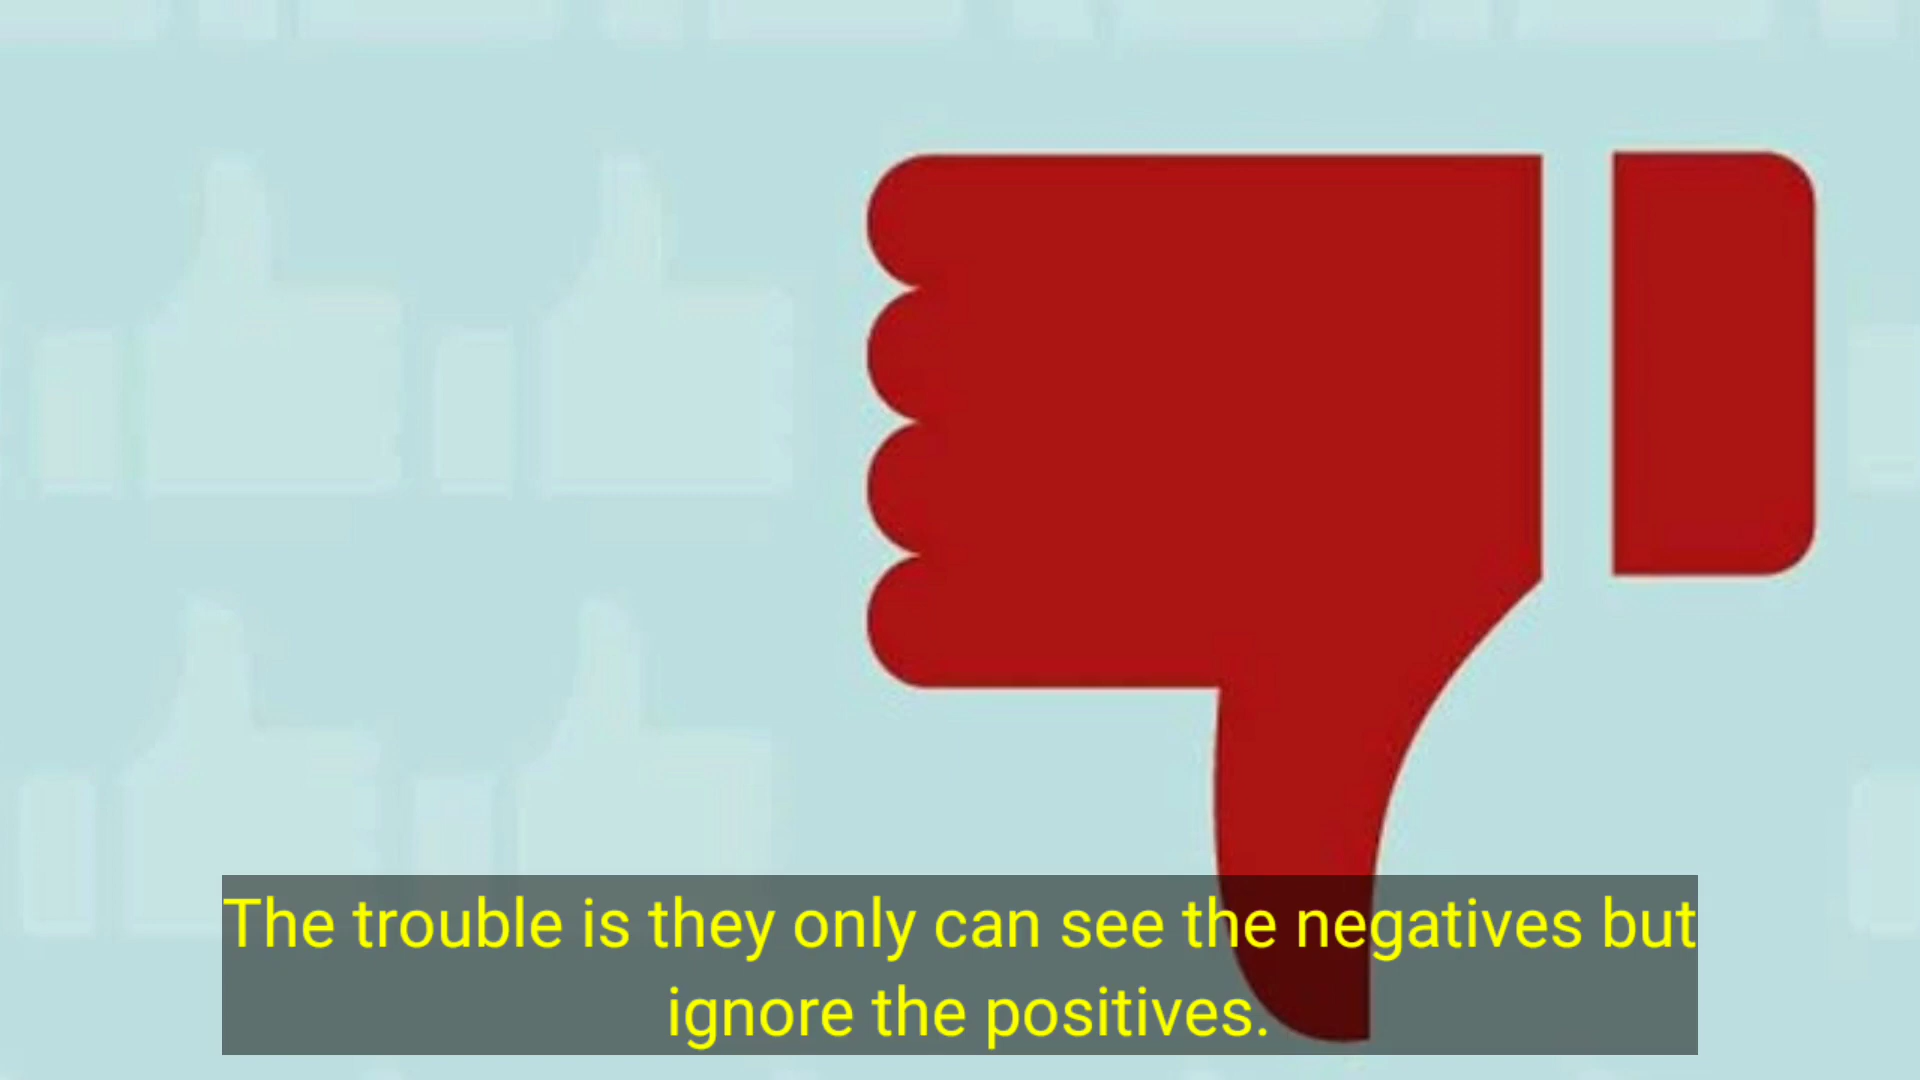 The trouble is they only can see the negatives but
ignore the positives.